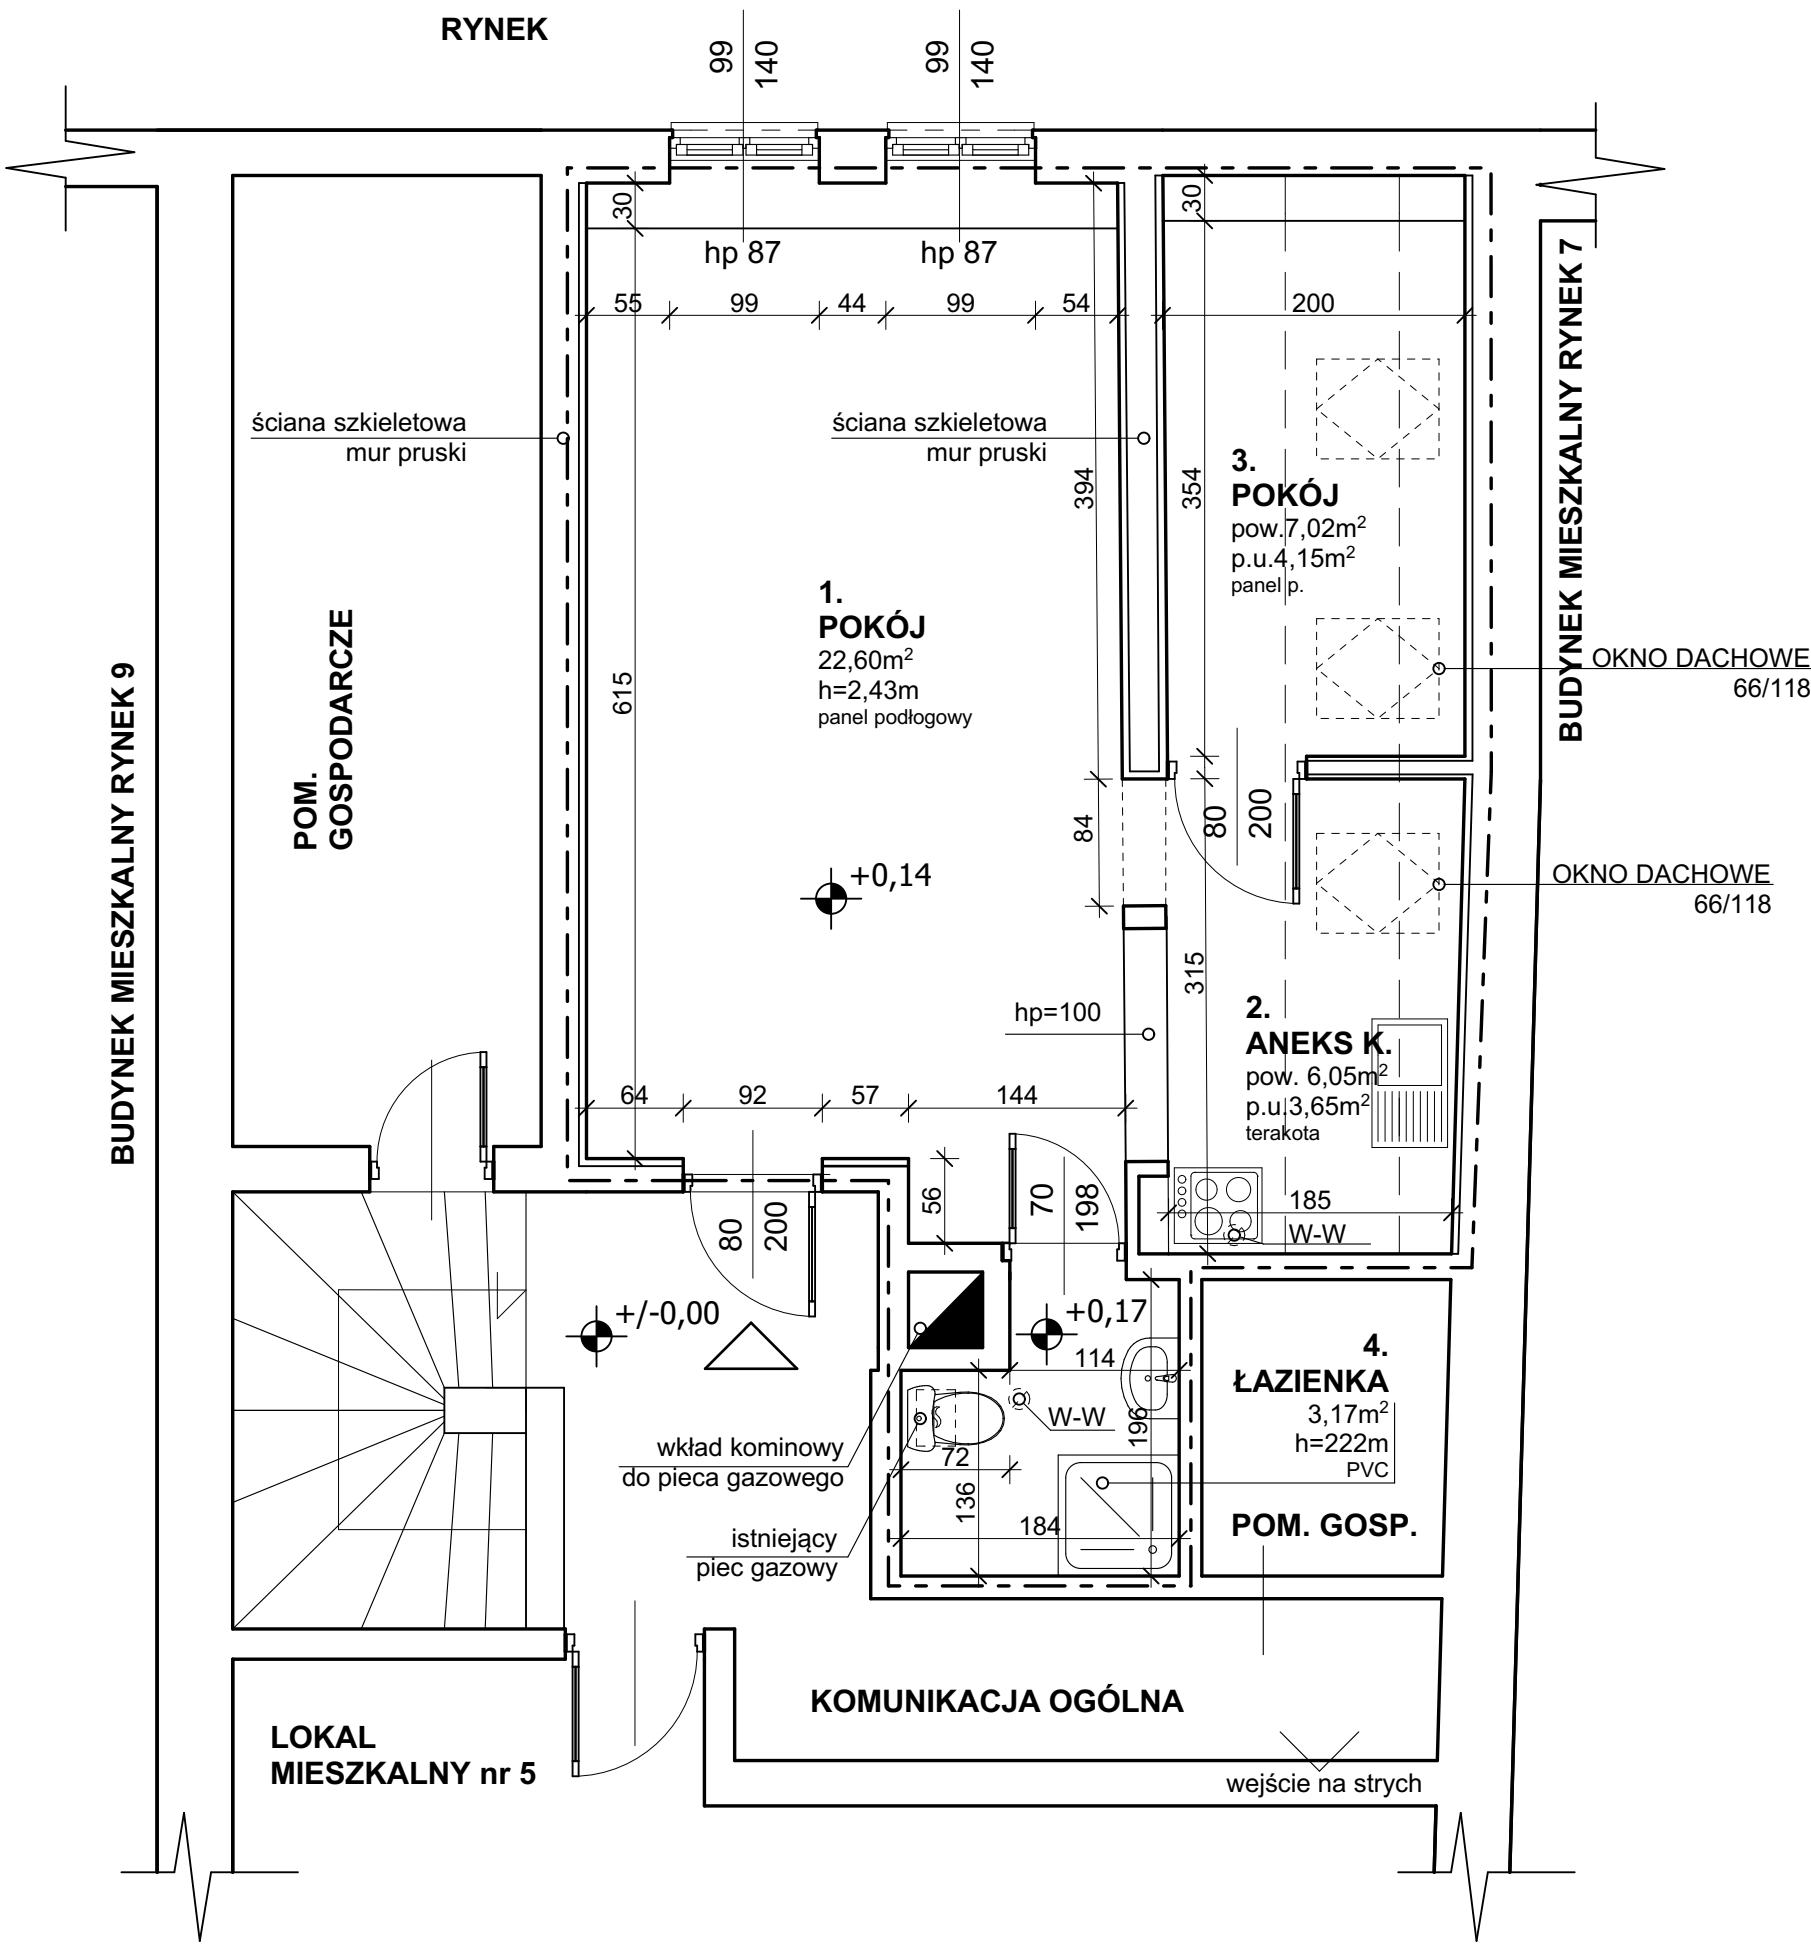 RYNEK
99
140
99
140
30
30
hp 87
hp 87
55
99
44
99
54
200
ściana szkieletowa
mur pruski
ściana szkieletowa
mur pruski
394
354
3.
POKÓJ
pow.7,02m²
p.u.4,15m²
panel p.
BUDYNEK MIESZKALNY RYNEK 7
1.
POKÓJ
22,60m²
h=2,43m
panel podłogowy
615
POM.
GOSPODARCZE
BUDYNEK MIESZKALNY RYNEK 9
OKNO DACHOWE
66/118
84
80
200
+0,14
OKNO DACHOWE
66/118
315
hp=100
2.
ANEKS K.
pow. 6,05m²
p.u.3,65m²
terakota
64
92
57
144
56
70
198
80
200
185
W-W
+/-0,00
+0,17
114
4.
ŁAZIENKA
3,17m²
h=222m
PVC
W-W
196
wkład kominowy
do pieca gazowego
72
136
184
istniejący
piec gazowy
POM. GOSP.
KOMUNIKACJA OGÓLNA
LOKAL
MIESZKALNY nr 5
wejście na strych